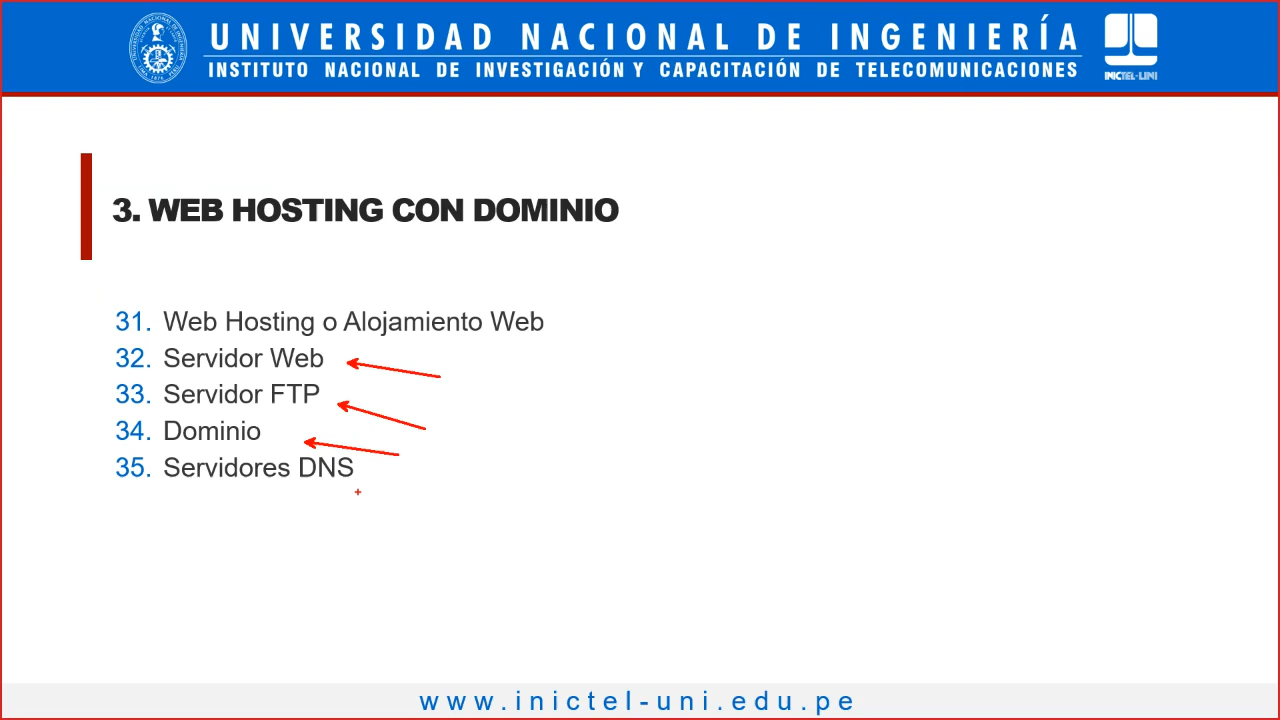 UNIVERSIDAD NACIONAL DE INGENIERÍA
INSTITUTO NACIONAL DE INVESTIGACIÓN Y CAPACITACIÓN DE TELECOMUNICACIONES
INICTEL-UNI
3. WEB HOSTING CON DOMINIO
31. Web Hosting o Alojamiento Web
32. Servidor Web
33. Servidor FTP
34. Dominio
35. Servidores DNS
www.inictel-uni.edu.pe